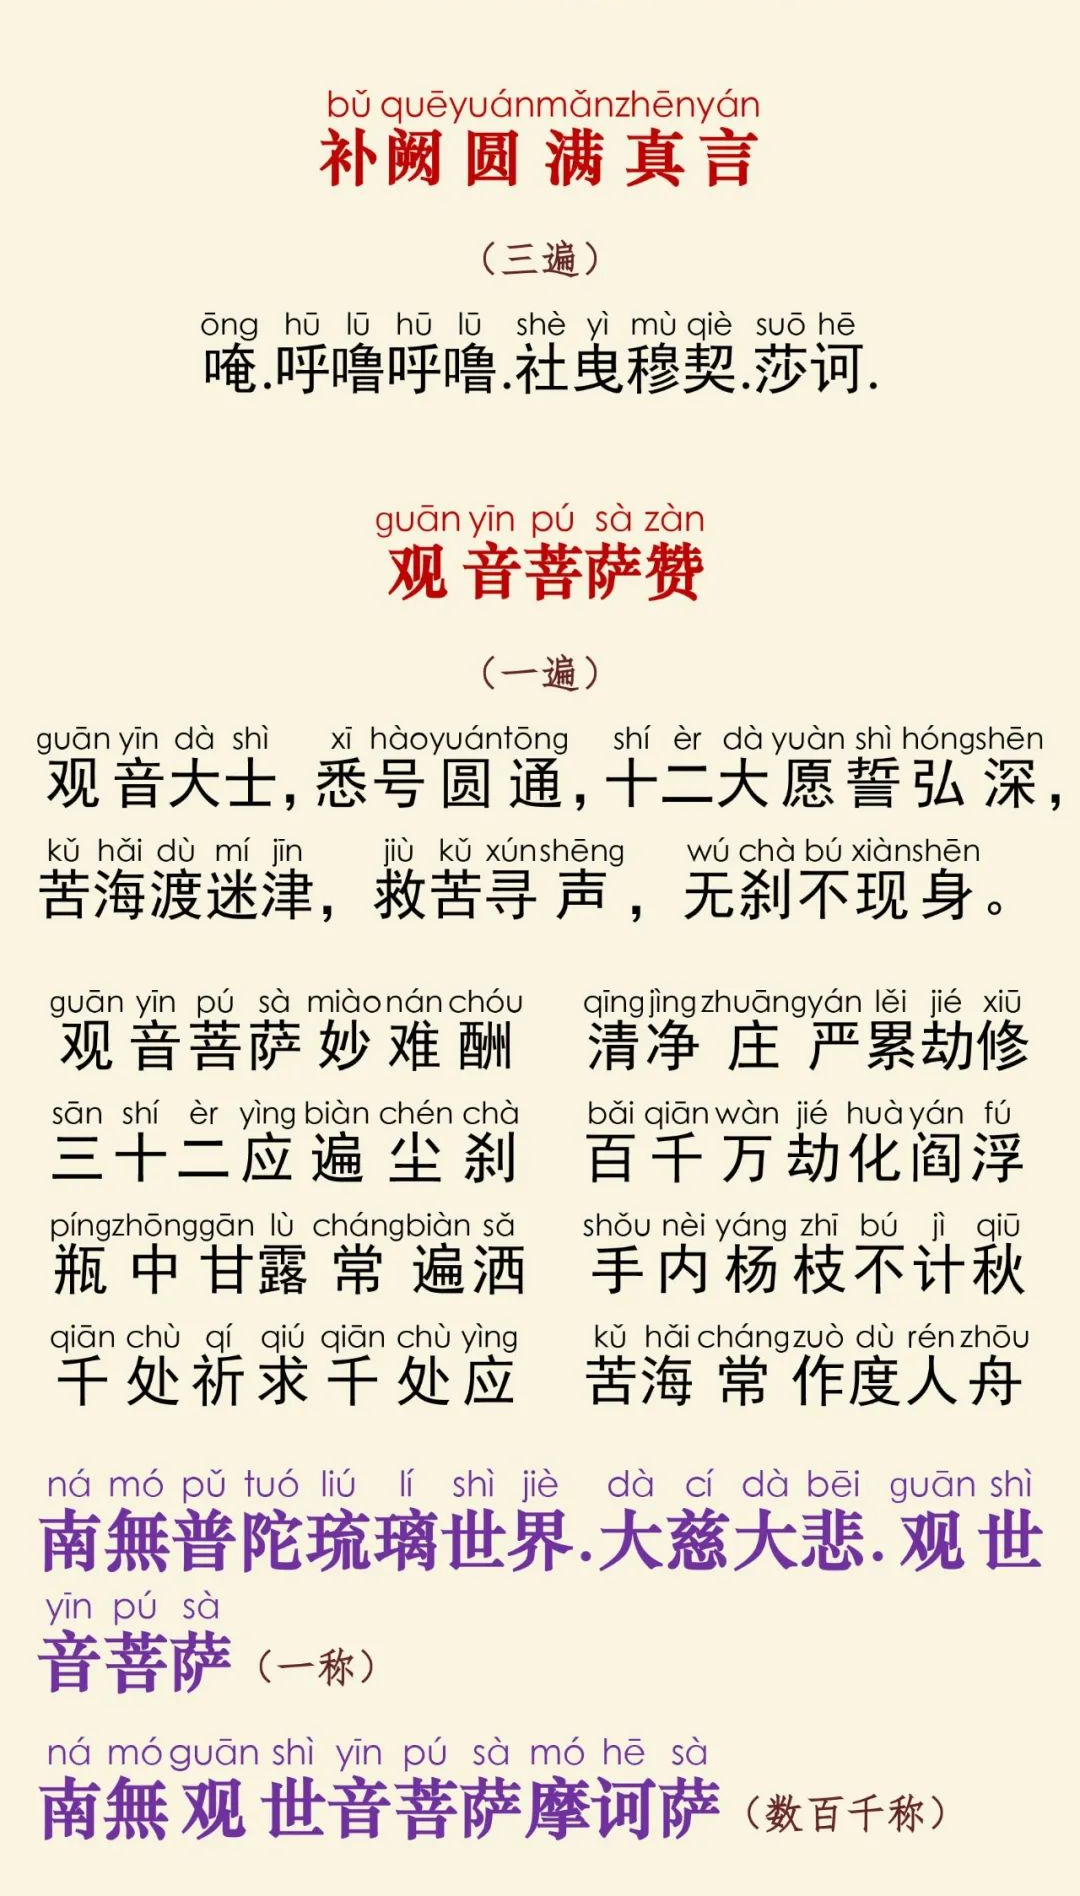 bǔ quēyuánmǎnzhēnyán
补阙圆满真言
（三遍）
ōng hū lū hū lū shè yì mù qiè suō hē
唵.呼噜呼噜.社曳穆契.莎诃.
guān yīn pú sà zàn
观音菩萨赞
（一遍）
guān yīn dà shì xī hàoyuántōng shí èr dà yuàn shì hóngshēn
观音大士，悉号圆通，十二大愿誓弘深，
kǔ hǎi dù mí jīn jiù kǔ xúnshēng wú chà bú xiànshēn
苦海渡迷津，救苦寻声，无刹不现身。
guān yīn pú sà miào nán chóu qīng jìng zhuāngyán lěi jié xiū
观音菩萨妙难酬 清净庄严累劫修
sān shí èr yìng biàn chén chà bǎi qiān wàn jié huà yán fú
三十二应遍尘刹 百千万劫化阎浮
píngzhōnggān lù chángbiàn sǎ shǒu nèi yáng zhī bú jì qiū
瓶中甘露常遍洒 手内杨枝不计秋
qiān chù qí qiú qiān chù yìng kǔ hǎi cháng zuò dù rén zhōu
千处祈求千处应 苦海常作度人舟
ná mó pǔ tuó liú lí shì jiè dà cí dà bēi guān shì
南無普陀琉璃世界.大慈大悲.观世
yīn pú sà
音菩萨（一称）
ná mó guān shì yīn pú sà mó hē sà
南無观世音菩萨摩诃萨（数百千称）